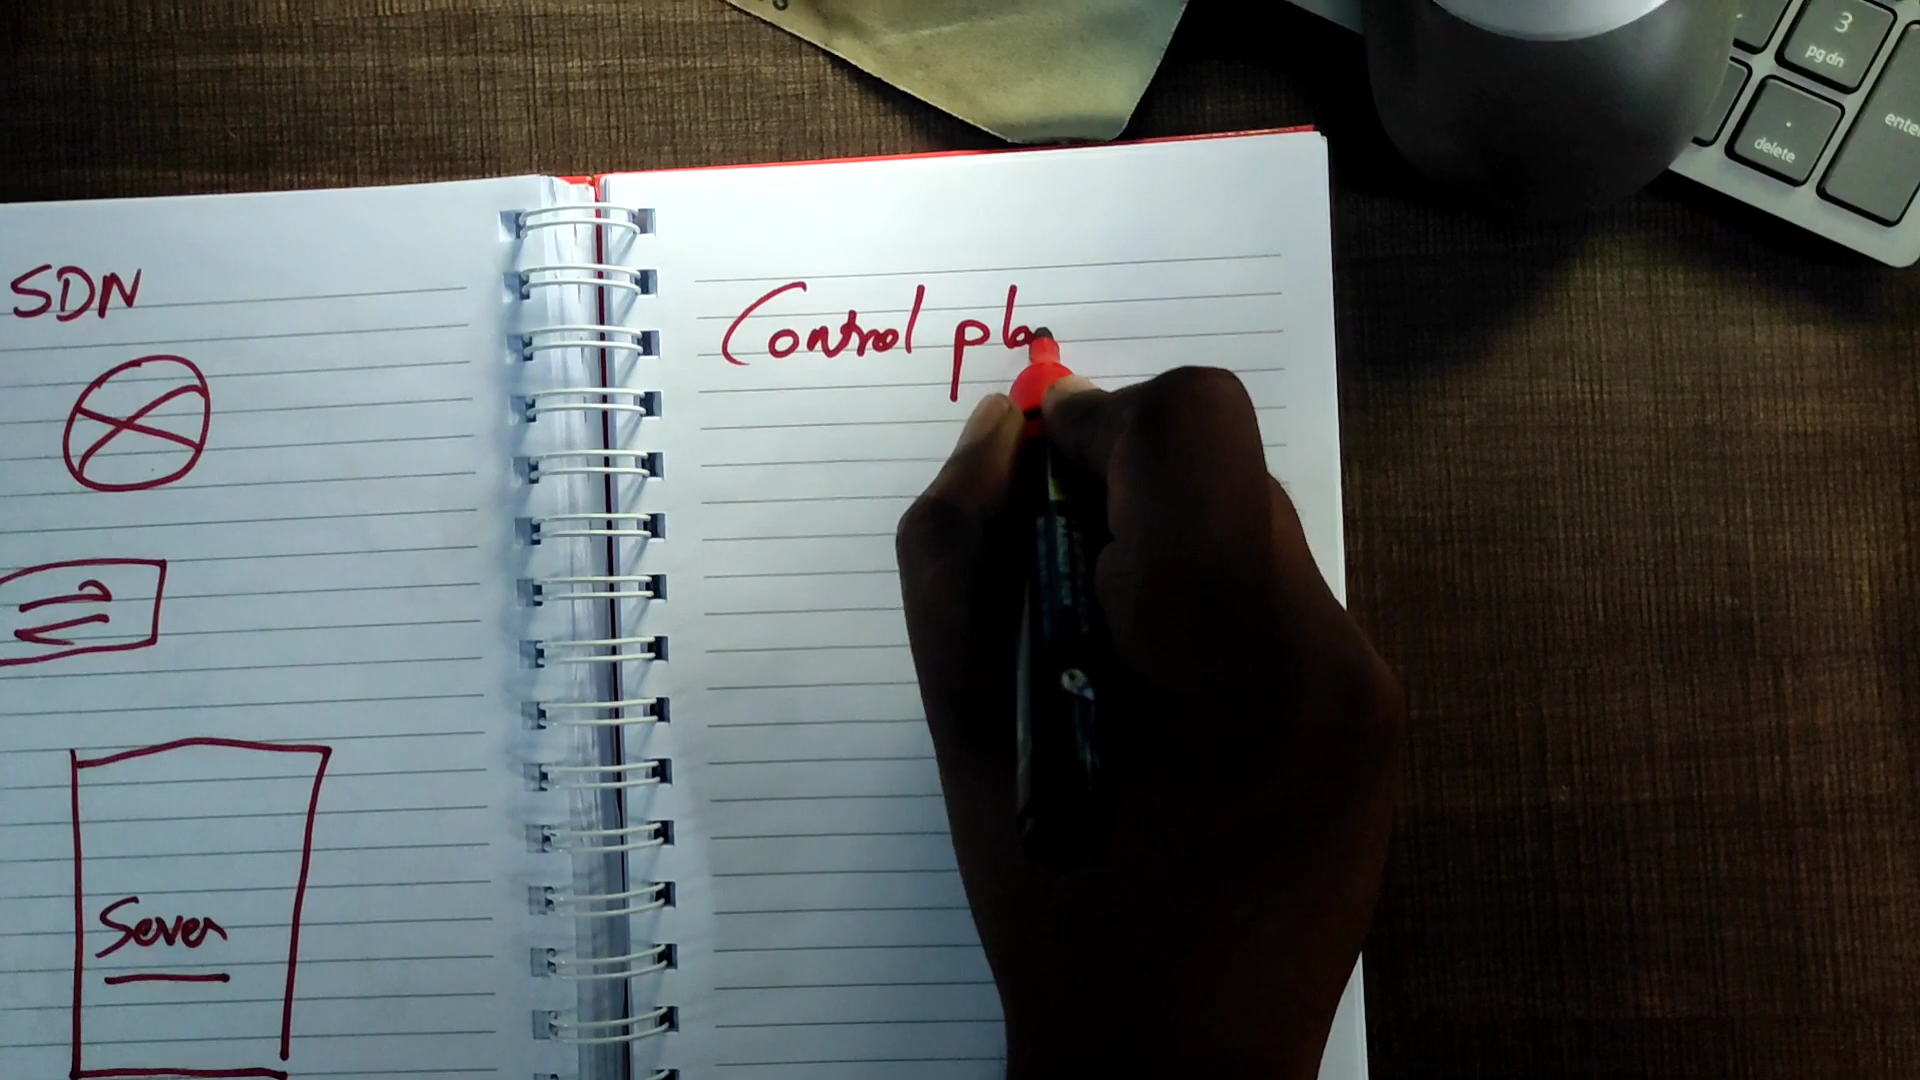 SDN
Sever
Control pla
3
pg dn
.
delete
ente